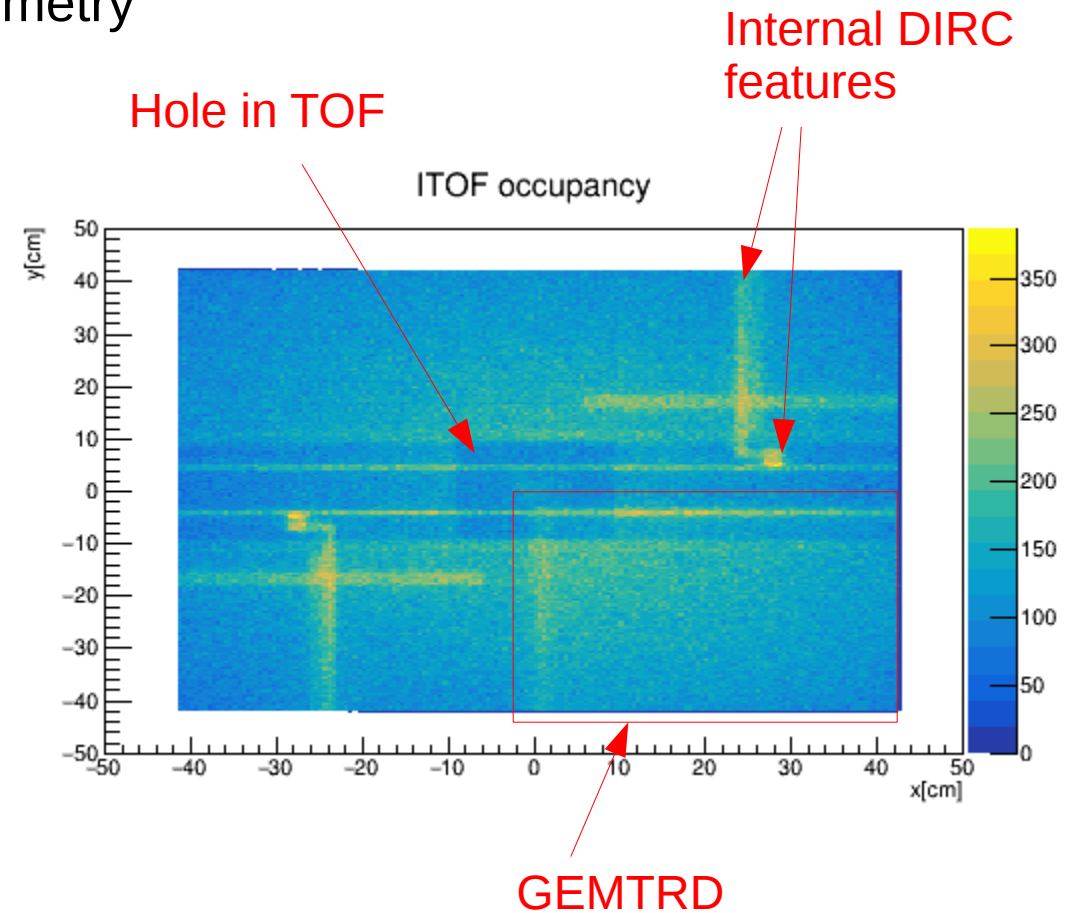 metry
Internal DIRC
features
Hole in TOF
ITOF occupancy
y[cm]
50
40
30
20
10
0
−10
−20
−30
−40
−50
−50 −40 −30 −20 −10 0 10 20 30 40 50
x[cm]
350
300
250
200
150
100
50
0
GEMTRD